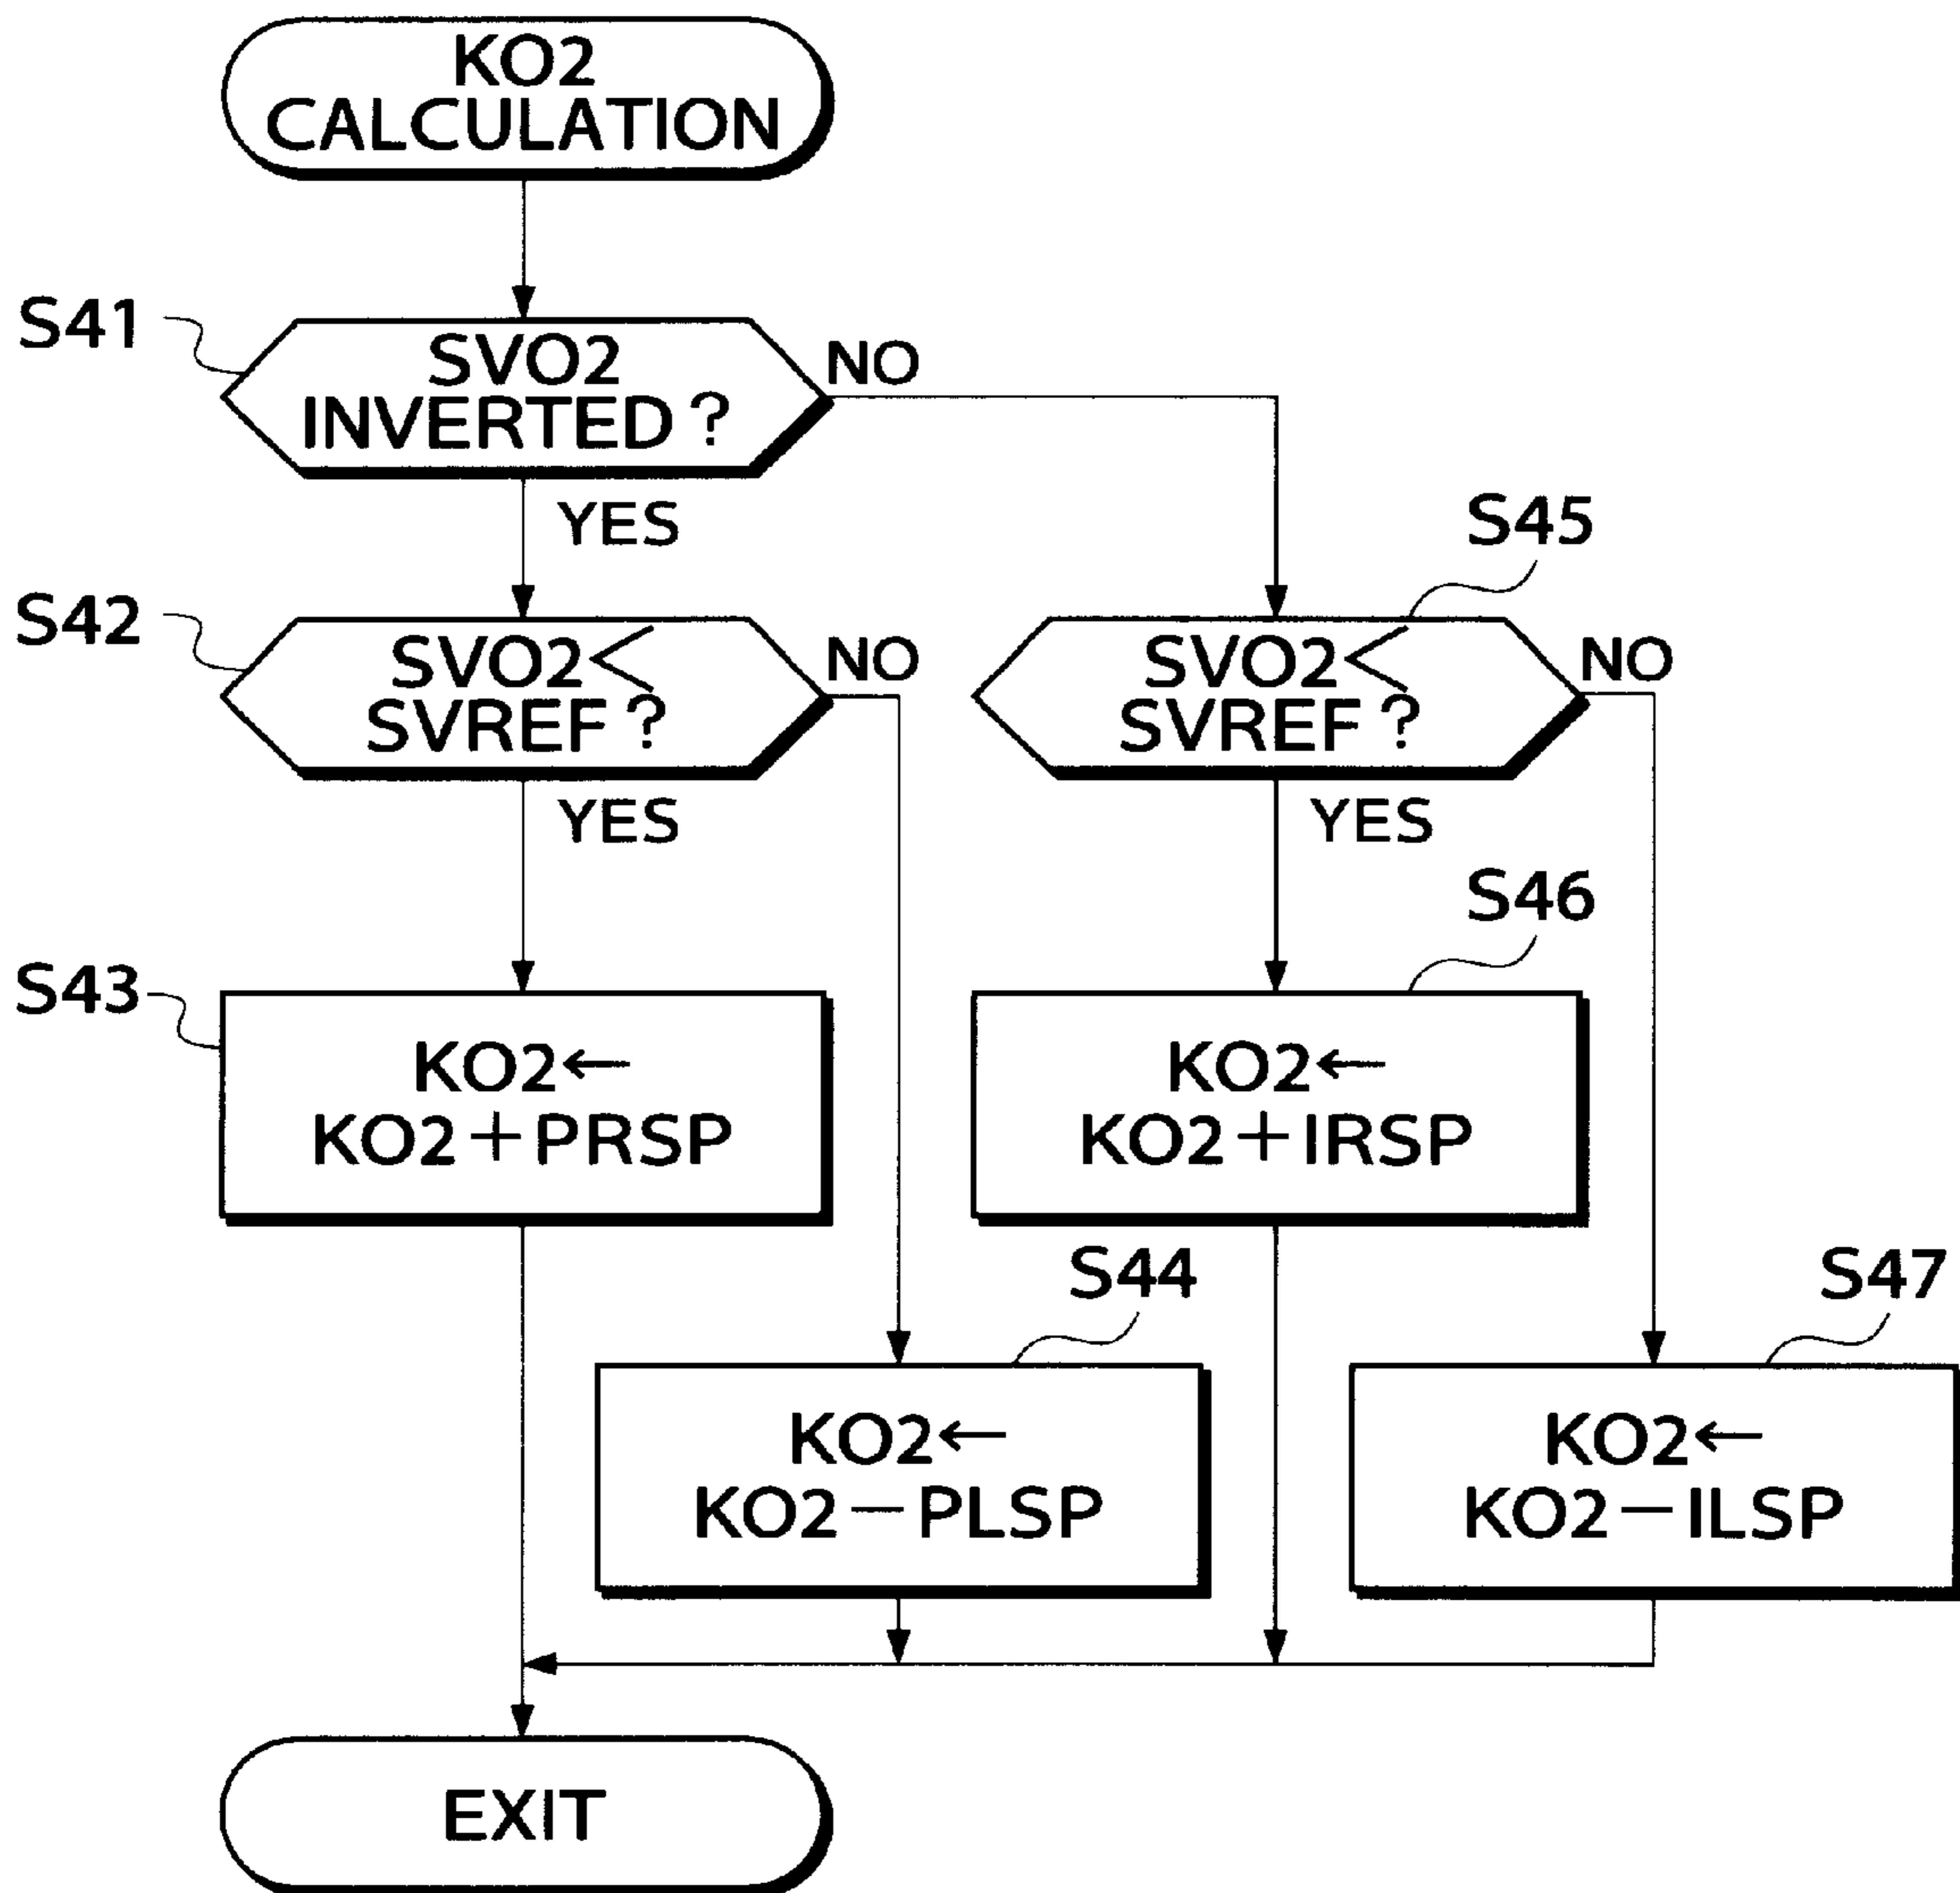 KO2
CALCULATION
S41
SVO2
INVERTED ?
NO
YES
S42
SVO2<
SVREF ?
NO
YES
S45
SVO2<
SVREF ?
NO
YES
S43
KO2←
KO2+PRSP
S46
KO2←
KO2+IRSP
S44
KO2←
KO2−PLSP
S47
KO2←
KO2−ILSP
EXIT